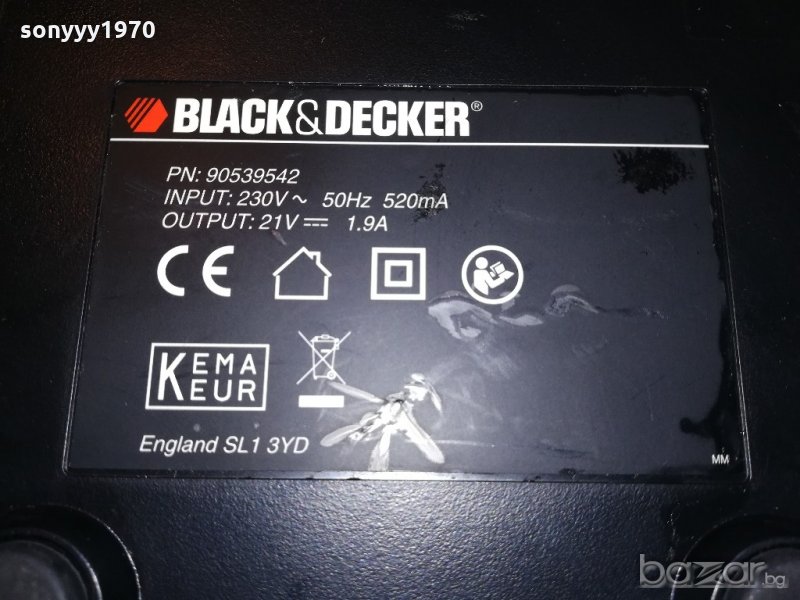 sonyyy1970
BLACK&DECKER®
PN: 90539542
INPUT: 230V ~ 50Hz 520mA
OUTPUT: 21V ⎓ 1.9A
CE
KEMA
EUR
England SL1 3YD
MM
bazar.bg